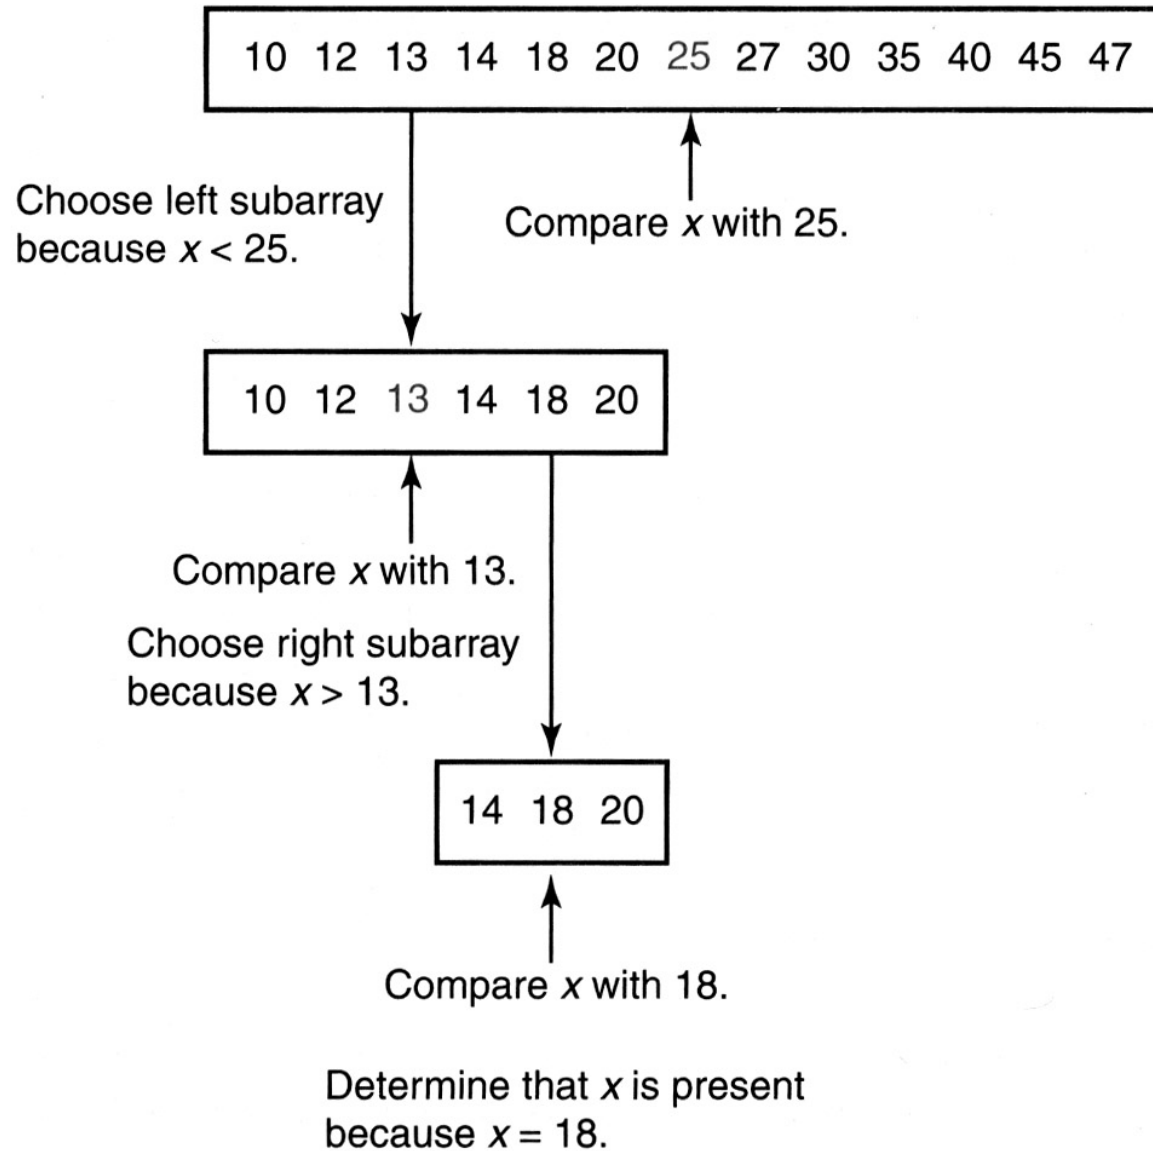 10 12 13 14 18 20 25 27 30 35 40 45 47
Choose left subarray
because x < 25.
Compare x with 25.
10 12 13 14 18 20
Compare x with 13.
Choose right subarray
because x > 13.
14 18 20
Compare x with 18.
Determine that x is present
because x = 18.